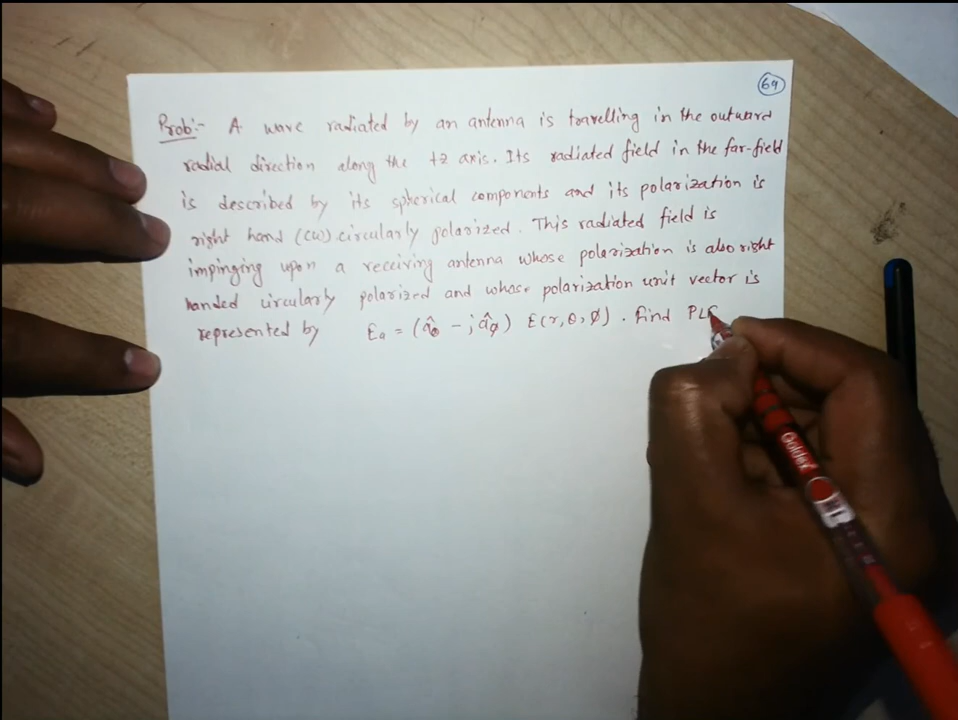 69
Prob:- A wave radiated by an antenna is travelling in the outward
radial direction along the +z axis. Its radiated field in the far-field
is described by its spherical components and its polarization is
right hand (CW) circularly polarized. This radiated field is
impinging upon a receiving antenna whose polarization is also right
handed circularly polarized and whose polarization unit vector is
represented by Ea = (âθ - jâφ) E(r,θ,φ). Find PLF
Goldex